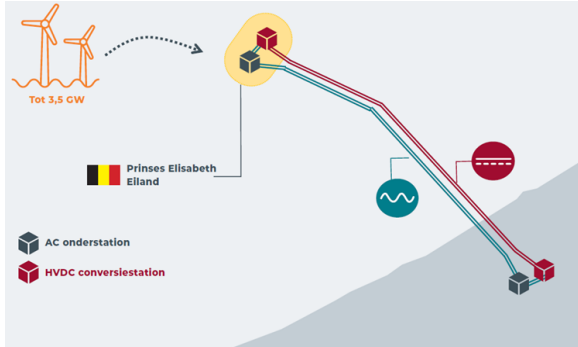 Tot 3,5 GW
Prinses Elisabeth
Eiland
AC onderstation
HVDC conversiestation